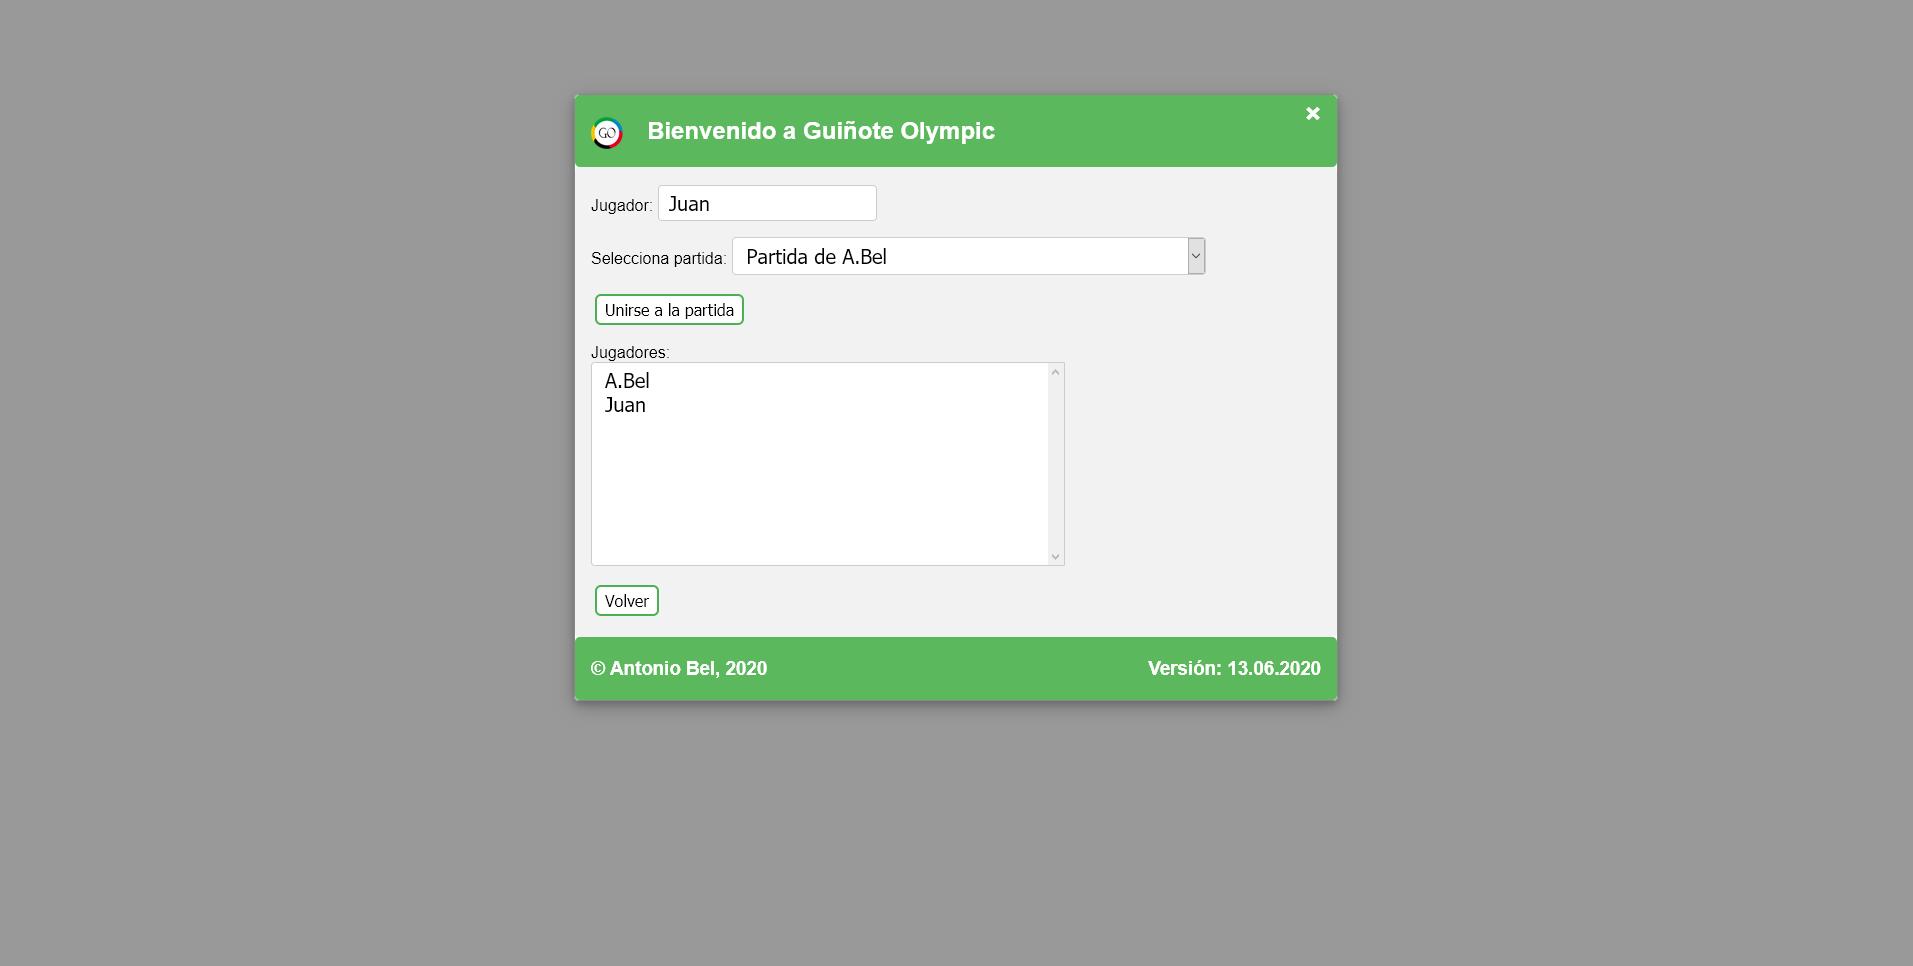 GO Bienvenido a Guiñote Olympic
Jugador: Juan
Selecciona partida: Partida de A.Bel
Unirse a la partida
Jugadores:
A.Bel
Juan
Volver
© Antonio Bel, 2020 Versión: 13.06.2020